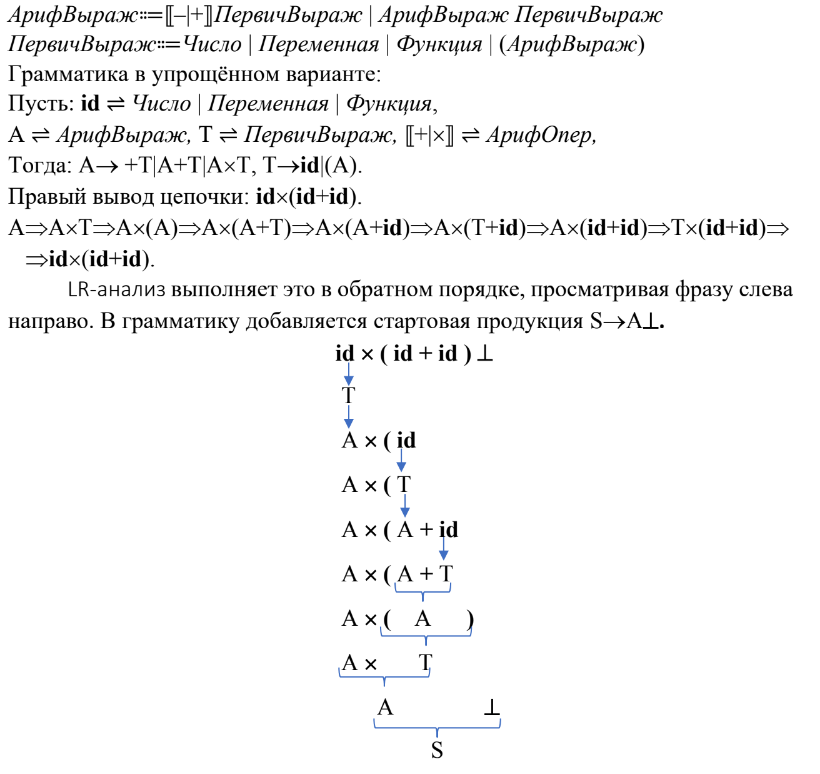 АрифВыраж::=⟦–|+⟧ПервичВыраж | АрифВыраж ПервичВыраж
ПервичВыраж::=Число | Переменная | Функция | (АрифВыраж)
Грамматика в упрощённом варианте:
Пусть: id ⇌ Число | Переменная | Функция,
A ⇌ АрифВыраж, T ⇌ ПервичВыраж, ⟦+|×⟧ ⇌ АрифОпер,
Тогда: A→ +T|A+T|A×T, T→id|(A).
Правый вывод цепочки: id×(id+id).
A⇒A×T⇒A×(A)⇒A×(A+T)⇒A×(A+id)⇒A×(T+id)⇒A×(id+id)⇒T×(id+id)⇒
⇒id×(id+id).
LR-анализ выполняет это в обратном порядке, просматривая фразу слева
направо. В грамматику добавляется стартовая продукция S→A⊥.
id × ( id + id ) ⊥
T
A × ( id
A × ( T
A × ( A + id
A × ( A + T
A × ( A )
A × T
A ⊥
S